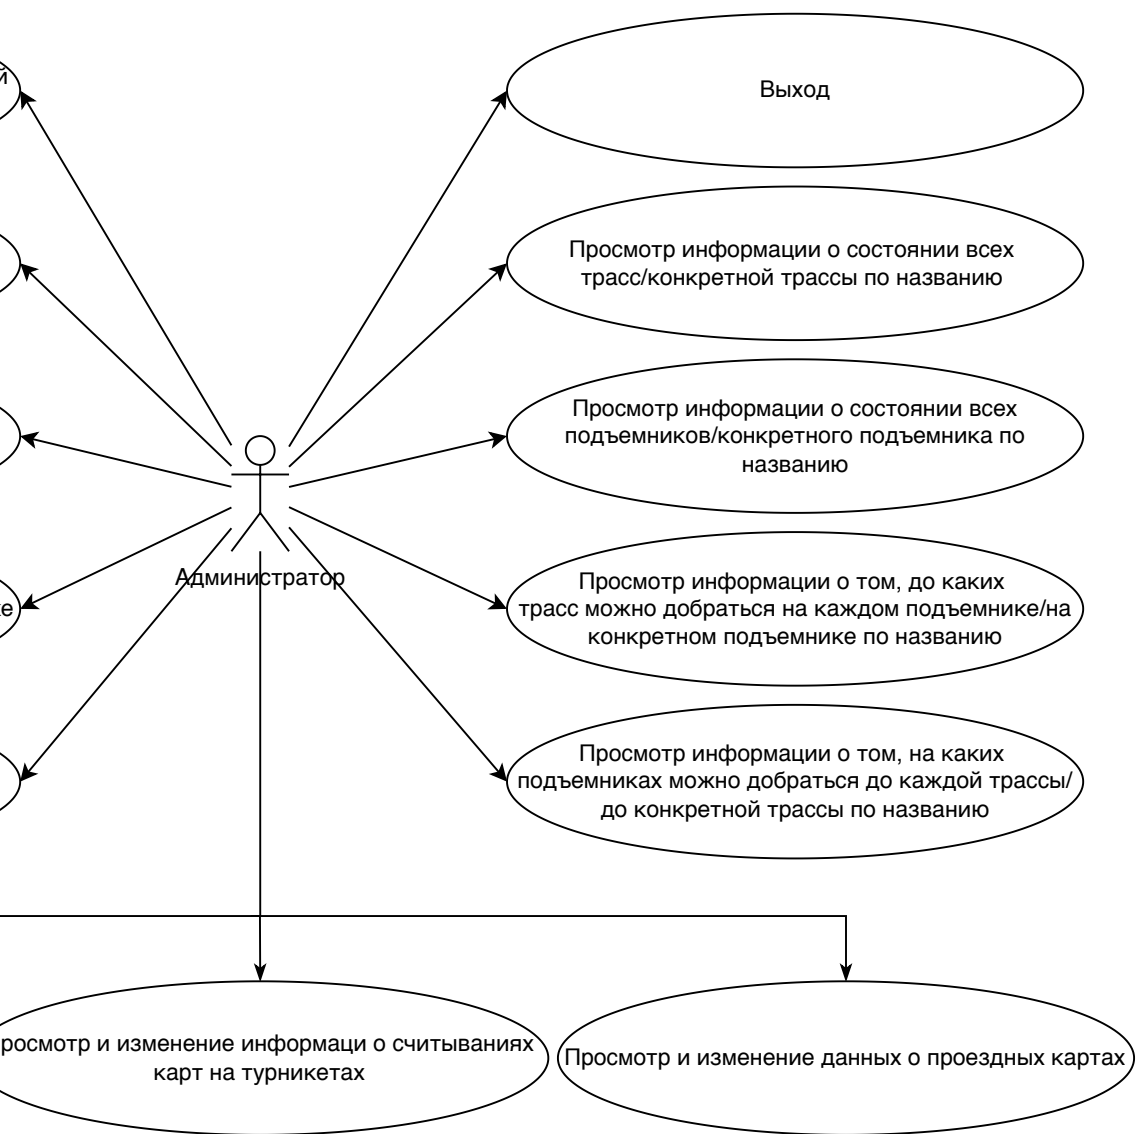 й
Выход
Просмотр информации о состоянии всех
трасс/конкретной трассы по названию
Просмотр информации о состоянии всех
подъемников/конкретного подъемника по
названию
Администратор
Просмотр информации о том, до каких
трасс можно добраться на каждом подъемнике/на
конкретном подъемнике по названию
ке
Просмотр информации о том, на каких
подъемниках можно добраться до каждой трассы/
до конкретной трассы по названию
росмотр и изменение информаци о считываниях
карт на турникетах
Просмотр и изменение данных о проездных картах